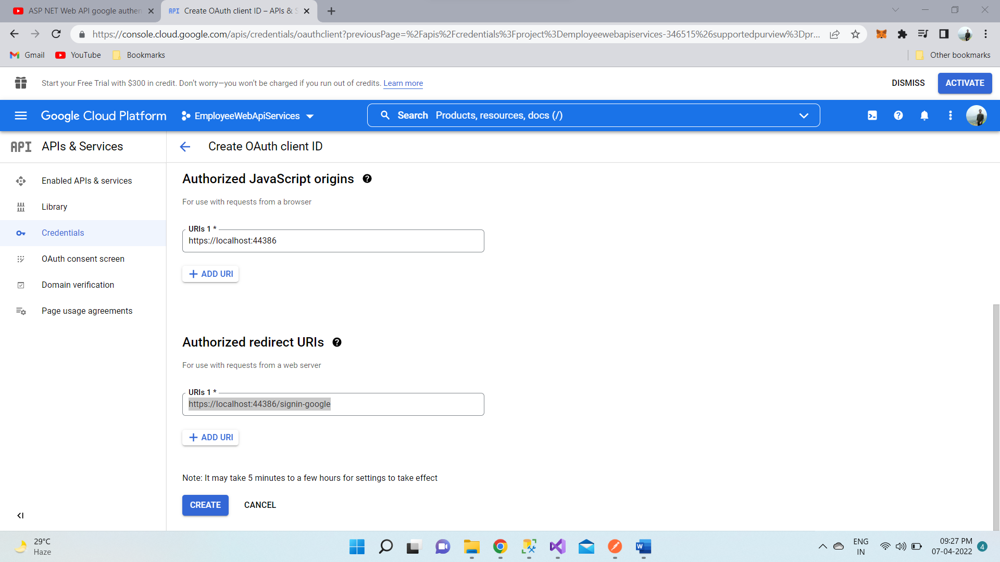 ASP NET Web API google authen
API Create OAuth client ID – APIs & S
https://console.cloud.google.com/apis/credentials/oauthclient?previousPage=%2Fapis%2Fcredentials%3Fproject%3Demployeewebapiservices-346515%26supportedpurview%3Dpr...
Gmail
YouTube
Bookmarks
Other bookmarks
Start your Free Trial with $300 in credit. Don't worry—you won't be charged if you run out of credits. Learn more
DISMISS
ACTIVATE
Google Cloud Platform
EmployeeWebApiServices
Search Products, resources, docs (/)
API APIs & Services
Create OAuth client ID
Enabled APIs & services
Library
Credentials
OAuth consent screen
Domain verification
Page usage agreements
Authorized JavaScript origins
For use with requests from a browser
URIs 1 *
https://localhost:44386
ADD URI
Authorized redirect URIs
For use with requests from a web server
URIs 1 *
https://localhost:44386/signin-google
ADD URI
Note: It may take 5 minutes to a few hours for settings to take effect
CREATE
CANCEL
29°C
Haze
W
ENG
IN
09:27 PM
07-04-2022
4